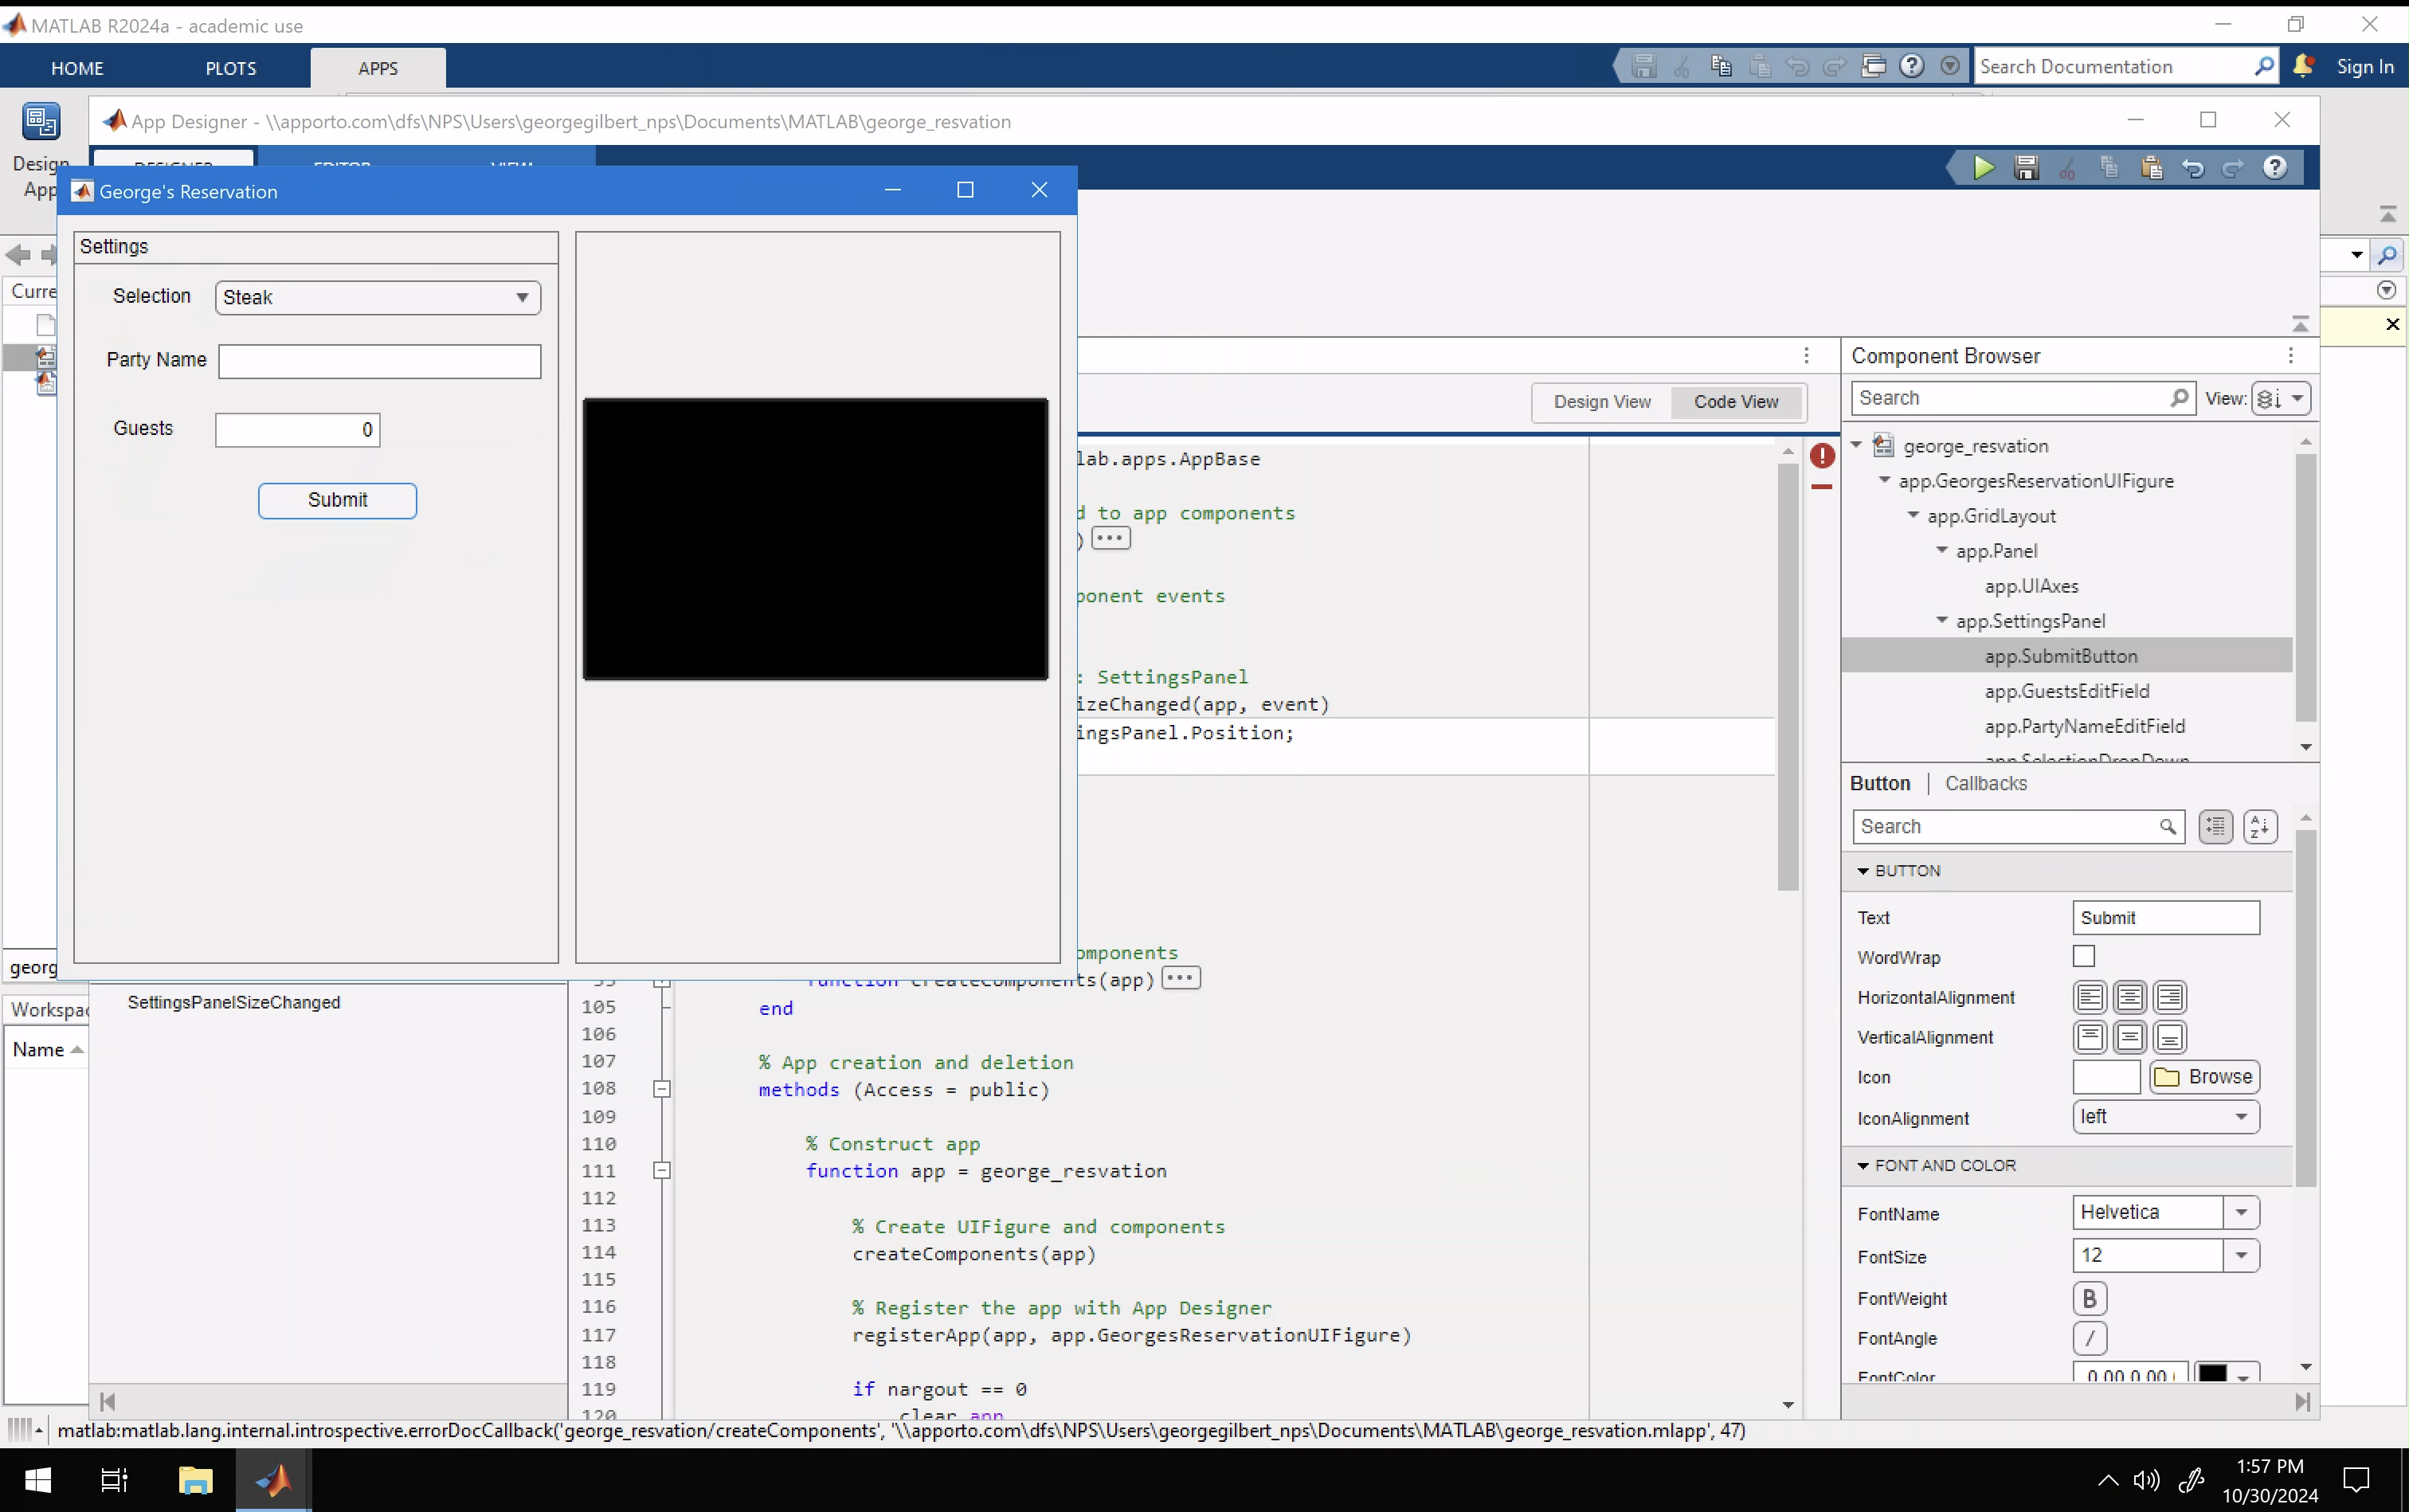 MATLAB R2024a - academic use
HOME
PLOTS
APPS
Search Documentation
Sign In
Design
App
App Designer - \\apporto.com\dfs\NPS\Users\georgegilbert_nps\Documents\MATLAB\george_resvation
George's Reservation
Settings
Selection
Steak
Party Name
Guests
0
Submit
Curre
georg
Workspac
Name
SettingsPanelSizeChanged
Design View
Code View
lab.apps.AppBase
d to app components
)
ponent events
: SettingsPanel
izeChanged(app, event)
ingsPanel.Position;
omponents
function createComponents(app)
105 end
106
107 % App creation and deletion
108 methods (Access = public)
109
110 % Construct app
111 function app = george_resvation
112
113 % Create UIFigure and components
114 createComponents(app)
115
116 % Register the app with App Designer
117 registerApp(app, app.GeorgesReservationUIFigure)
118
119 if nargout == 0
120 clear app
Component Browser
Search
View:
george_resvation
app.GeorgesReservationUIFigure
app.GridLayout
app.Panel
app.UIAxes
app.SettingsPanel
app.SubmitButton
app.GuestsEditField
app.PartyNameEditField
app.SelectionDropDown
Button | Callbacks
Search
BUTTON
Text
Submit
WordWrap
HorizontalAlignment
VerticalAlignment
Icon
Browse
IconAlignment
left
FONT AND COLOR
FontName
Helvetica
FontSize
12
FontWeight
B
FontAngle
/
FontColor
matlab:matlab.lang.internal.introspective.errorDocCallback('george_resvation/createComponents', '\\apporto.com\dfs\NPS\Users\georgegilbert_nps\Documents\MATLAB\george_resvation.mlapp', 47)
1:57 PM
10/30/2024